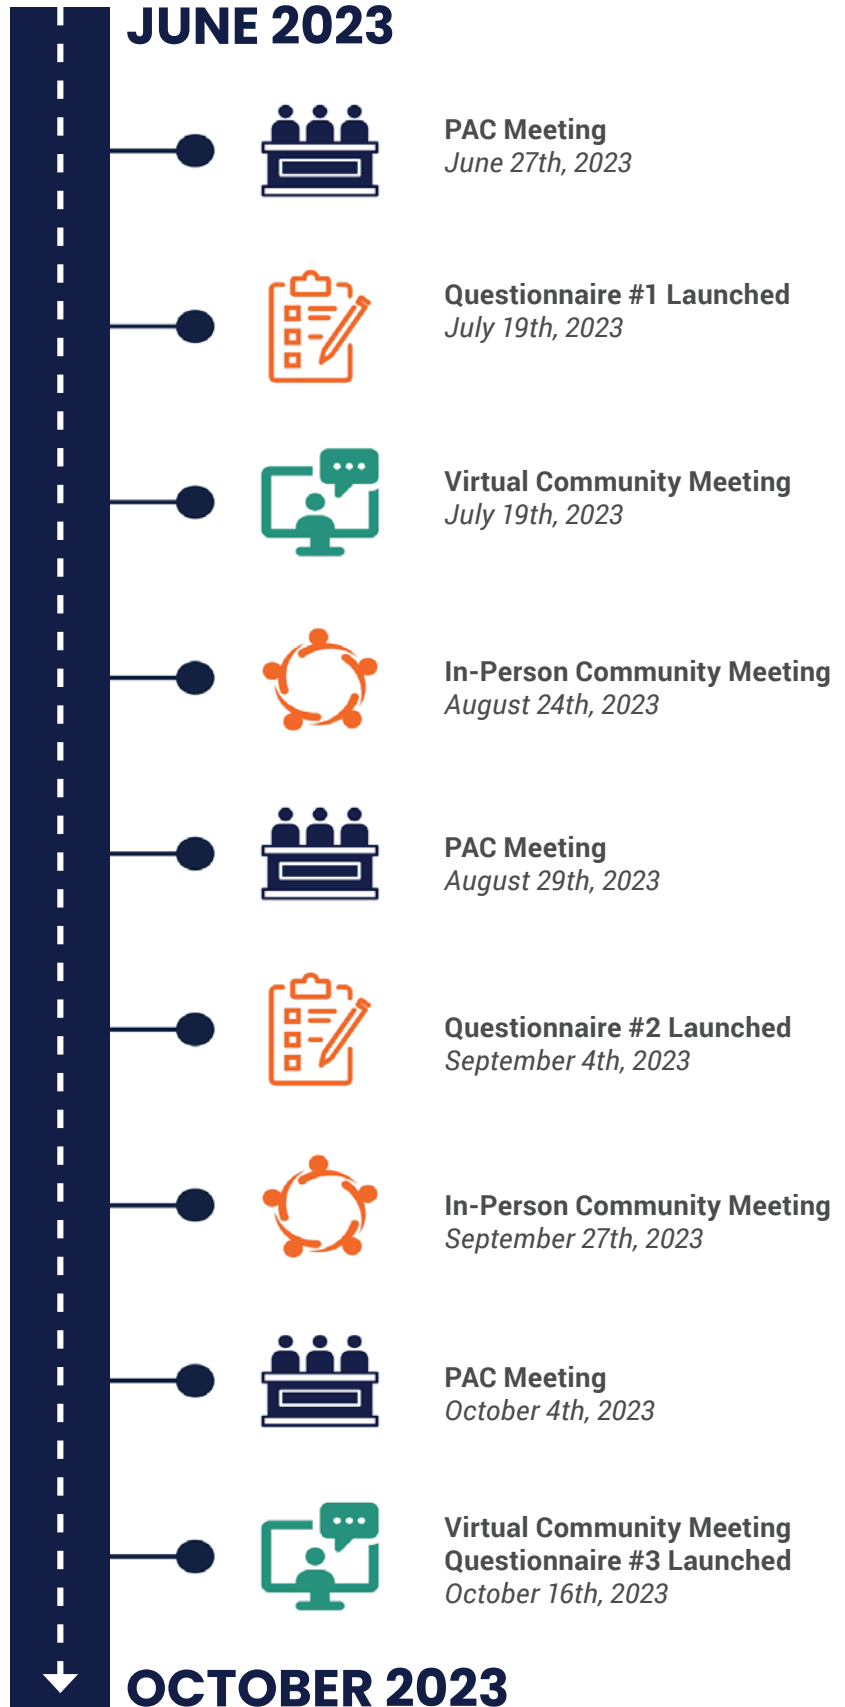 JUNE 2023
PAC Meeting
June 27th, 2023
Questionnaire #1 Launched
July 19th, 2023
Virtual Community Meeting
July 19th, 2023
In-Person Community Meeting
August 24th, 2023
PAC Meeting
August 29th, 2023
Questionnaire #2 Launched
September 4th, 2023
In-Person Community Meeting
September 27th, 2023
PAC Meeting
October 4th, 2023
Virtual Community Meeting
Questionnaire #3 Launched
October 16th, 2023
OCTOBER 2023